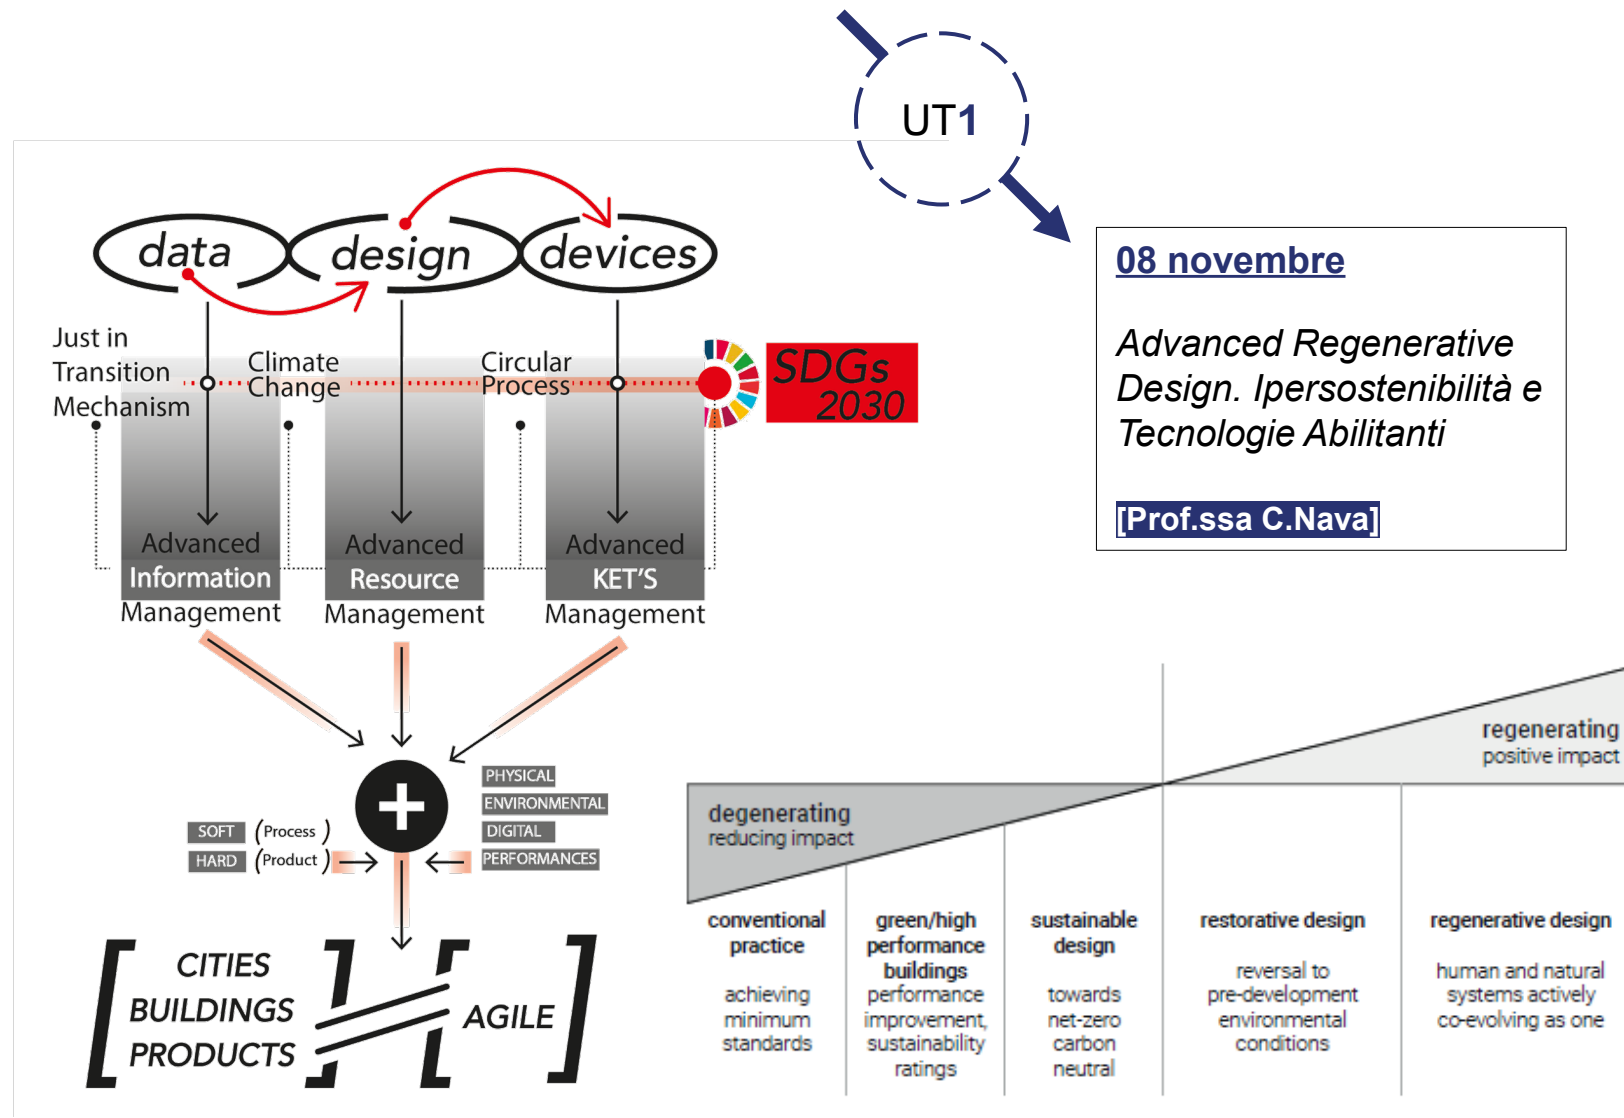 UT1
data
design
devices
Just in
Transition
Mechanism
Climate
Change
Circular
Process
SDGs
2030
Advanced
Information
Management
Advanced
Resource
Management
Advanced
KET'S
Management
SOFT (Process)
HARD (Product)
PHYSICAL
ENVIRONMENTAL
DIGITAL
PERFORMANCES
CITIES
BUILDINGS
PRODUCTS
AGILE
08 novembre
Advanced Regenerative
Design. Ipersostenibilità e
Tecnologie Abilitanti
[Prof.ssa C.Nava]
regenerating
positive impact
degenerating
reducing impact
conventional
practice
achieving
minimum
standards
green/high
performance
buildings
performance
improvement,
sustainability
ratings
sustainable
design
towards
net-zero
carbon
neutral
restorative design
reversal to
pre-development
environmental
conditions
regenerative design
human and natural
systems actively
co-evolving as one